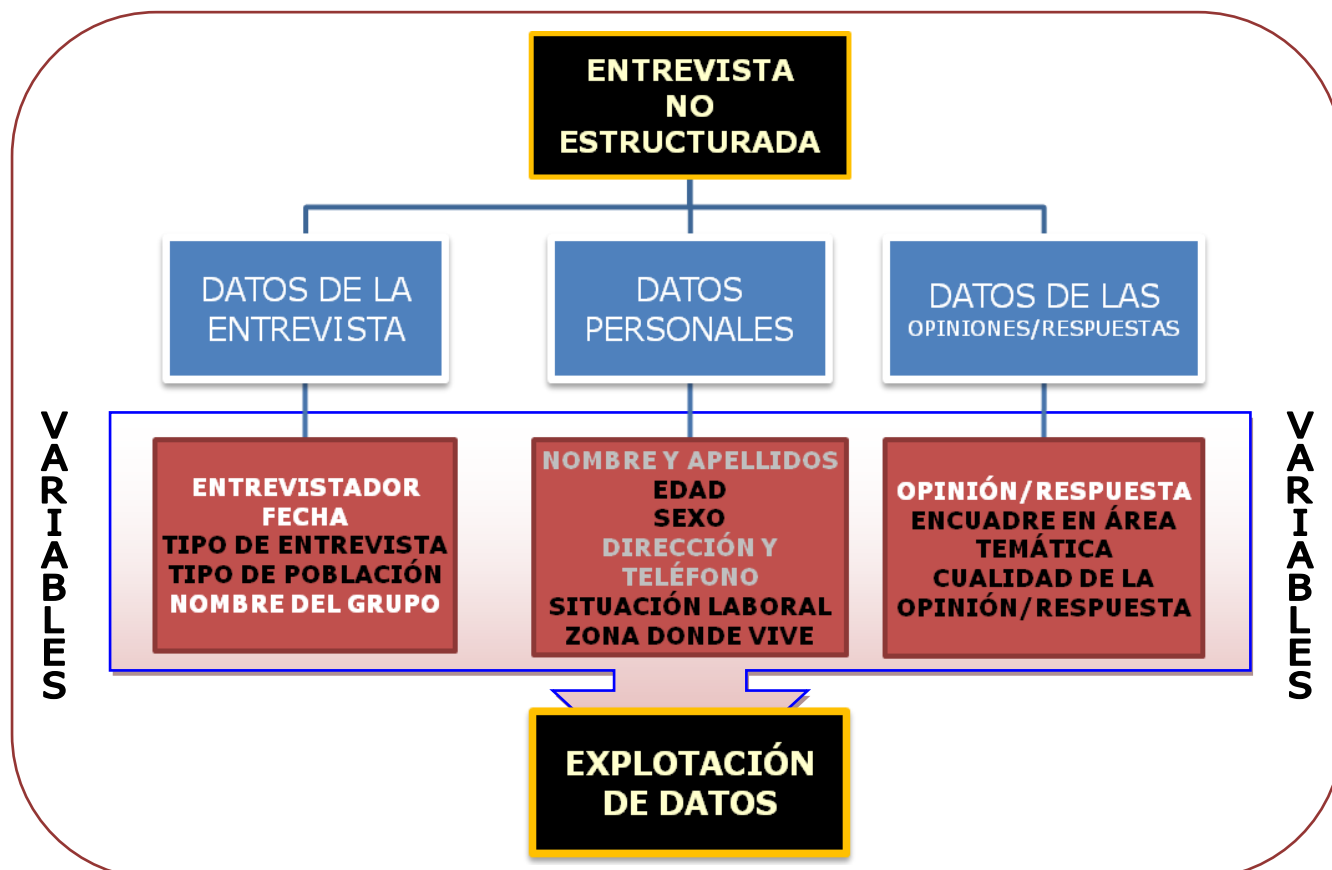 ENTREVISTA
NO
ESTRUCTURADA
DATOS DE LA
ENTREVISTA
DATOS
PERSONALES
DATOS DE LAS
OPINIONES/RESPUESTAS
VARIABLES
ENTREVISTADOR
FECHA
TIPO DE ENTREVISTA
TIPO DE POBLACIÓN
NOMBRE DEL GRUPO
NOMBRE Y APELLIDOS
EDAD
SEXO
DIRECCIÓN Y
TELÉFONO
SITUACIÓN LABORAL
ZONA DONDE VIVE
OPINIÓN/RESPUESTA
ENCUADRE EN ÁREA
TEMÁTICA
CUALIDAD DE LA
OPINIÓN/RESPUESTA
VARIABLES
EXPLOTACIÓN
DE DATOS